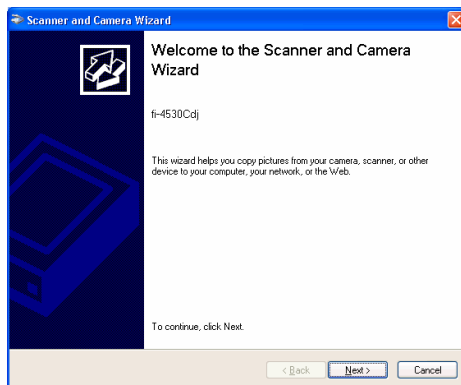 Scanner and Camera Wizard
Welcome to the Scanner and Camera
Wizard
fi-4530Cdj
This wizard helps you copy pictures from your camera, scanner, or other
device to your computer, your network, or the Web.
To continue, click Next.
< Back Next > Cancel